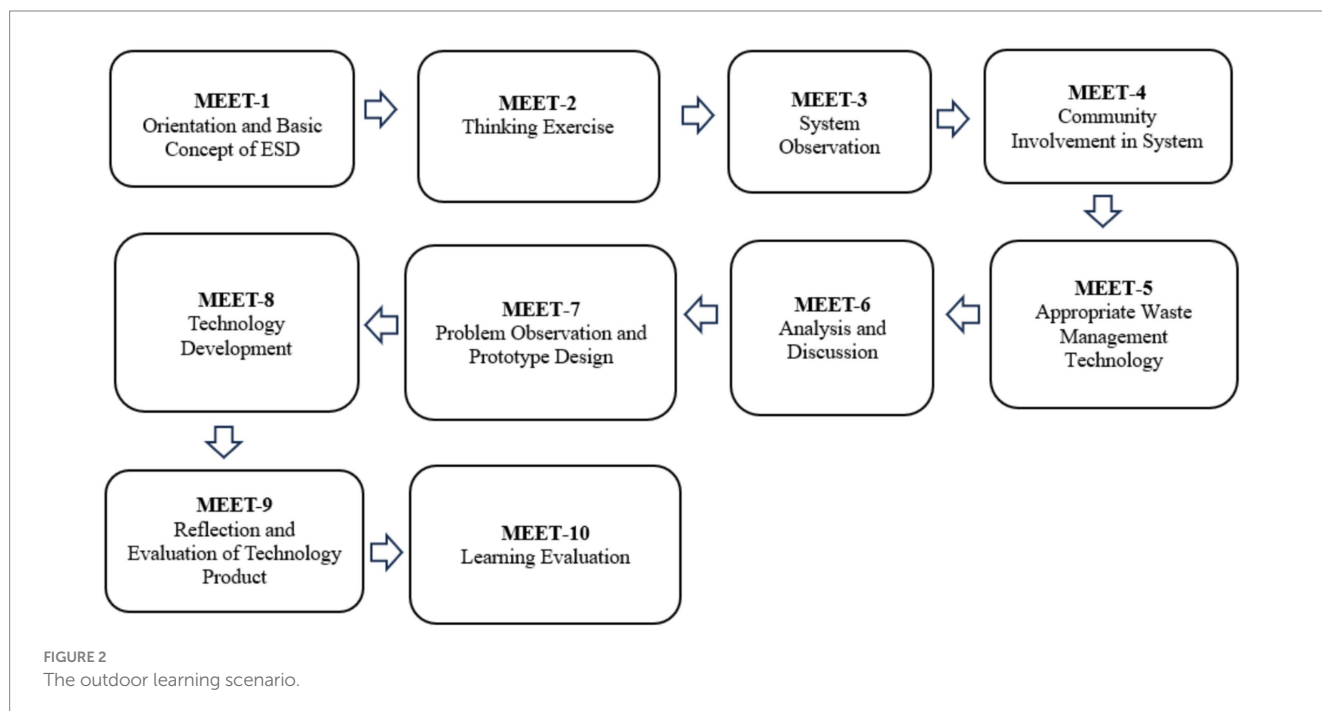 MEET-1
Orientation and Basic
Concept of ESD
MEET-2
Thinking Exercise
MEET-3
System
Observation
MEET-4
Community
Involvement in System
MEET-5
Appropriate Waste
Management
Technology
MEET-6
Analysis and
Discussion
MEET-7
Problem Observation and
Prototype Design
MEET-8
Technology
Development
MEET-9
Reflection and
Evaluation of Technology
Product
MEET-10
Learning Evaluation
FIGURE 2
The outdoor learning scenario.